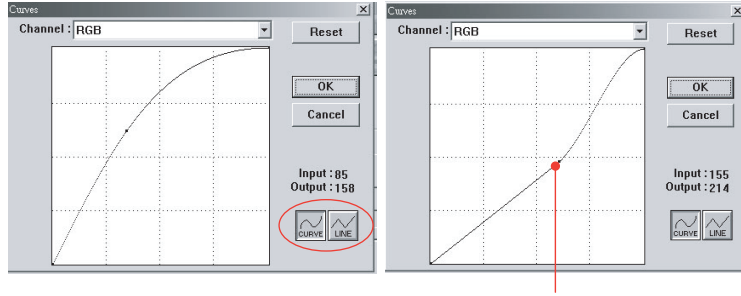 Curves
Channel : RGB
Reset
OK
Cancel
Input : 85
Output : 158
CURVE LINE
Curves
Channel : RGB
Reset
OK
Cancel
Input : 155
Output : 214
CURVE LINE